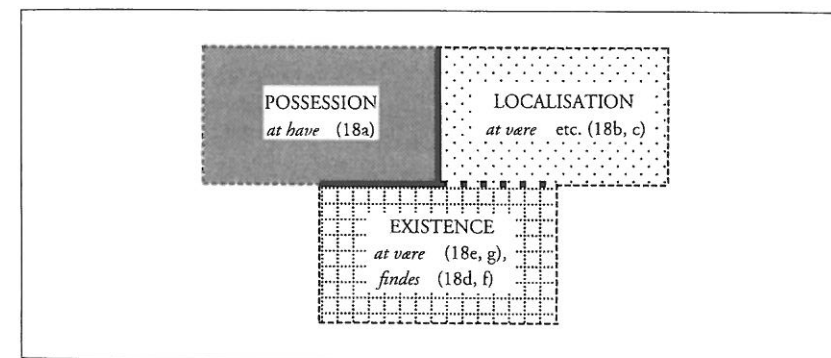 POSSESSION
at have (18a)
LOCALISATION
at være etc. (18b, c)
EXISTENCE
at være (18e, g),
findes (18d, f)